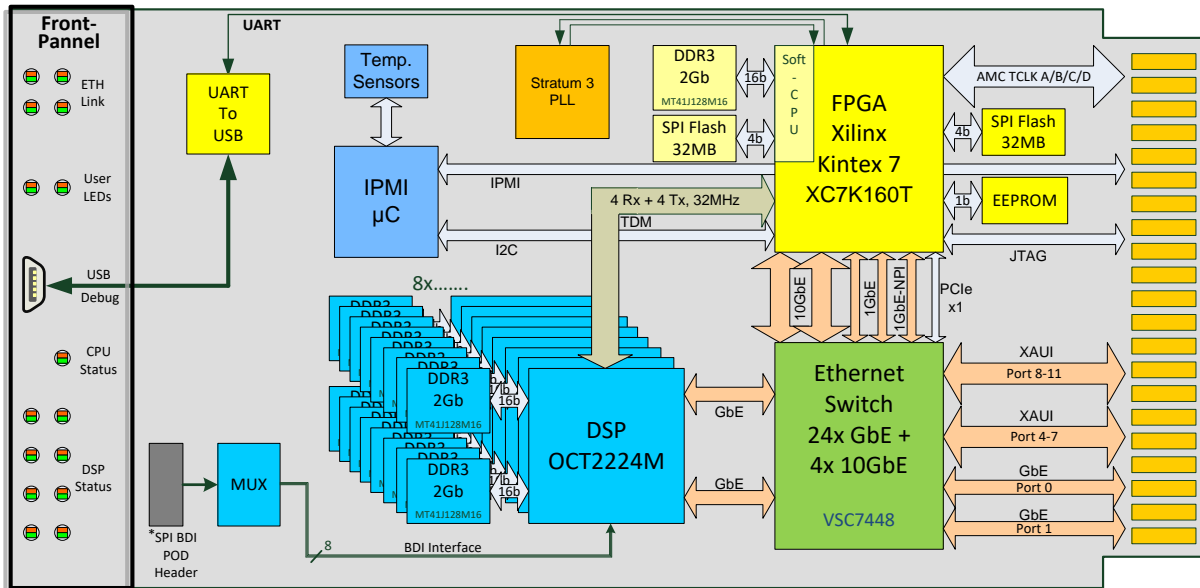 Front-
Pannel
ETH
Link
User
LEDs
USB
Debug
CPU
Status
DSP
Status
UART
UART
To
USB
Temp.
Sensors
IPMI
µC
Stratum 3
PLL
DDR3
2Gb
MT41J128M16
16b
SPI Flash
32MB
4b
Soft
-
C
P
U
FPGA
Xilinx
Kintex 7
XC7K160T
AMC TCLK A/B/C/D
4b
SPI Flash
32MB
1b
EEPROM
IPMI
4 Rx + 4 Tx, 32MHz
TDM
I2C
JTAG
10GbE
1GbE
1GbE-NPI
PCIe
x1
8x.......
DDR3
DDR3
2Gb
MT41J128M16
16b
DDR3
DDR3
2Gb
MT41J128M16
16b
DSP
OCT2224M
GbE
GbE
Ethernet
Switch
24x GbE +
4x 10GbE
VSC7448
XAUI
Port 8-11
XAUI
Port 4-7
GbE
Port 0
GbE
Port 1
MUX
*SPI BDI
POD
Header
8
BDI Interface